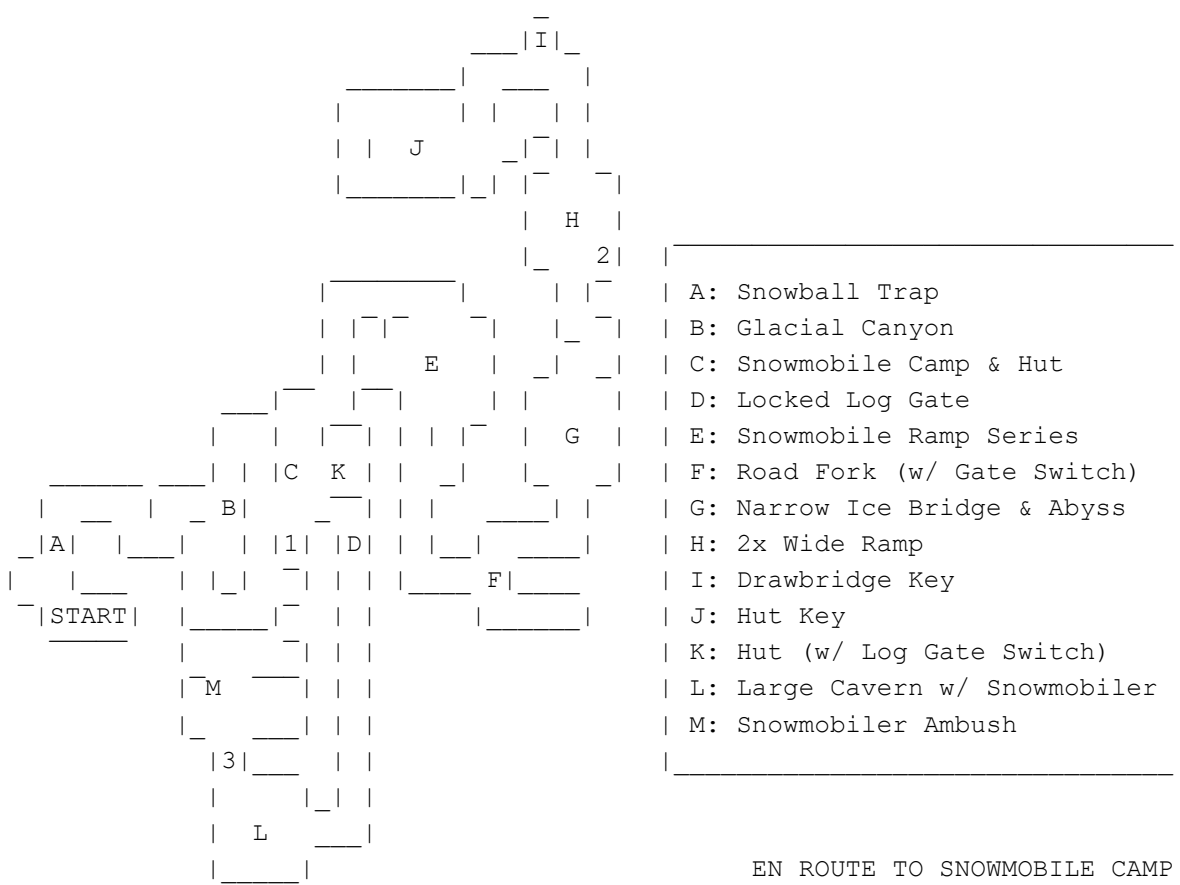 I
J
H
2
A: Snowball Trap
B: Glacial Canyon
E
C: Snowmobile Camp & Hut
D: Locked Log Gate
G
E: Snowmobile Ramp Series
C K
F: Road Fork (w/ Gate Switch)
B
G: Narrow Ice Bridge & Abyss
A 1 D
H: 2x Wide Ramp
F
I: Drawbridge Key
START
J: Hut Key
K: Hut (w/ Log Gate Switch)
M
L: Large Cavern w/ Snowmobiler
M: Snowmobiler Ambush
3
L
EN ROUTE TO SNOWMOBILE CAMP